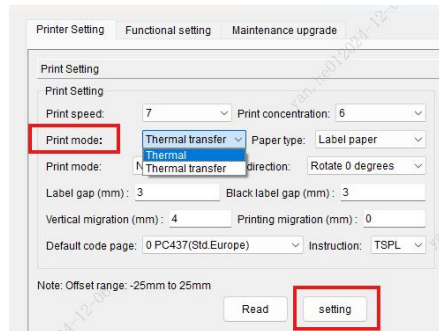 Printer Setting Functional setting Maintenance upgrade
Print Setting
Print Setting
Print speed: 7 Print concentration: 6
Print mode: Thermal transfer Paper type: Label paper
Thermal
Thermal transfer
Print mode: direction: Rotate 0 degrees
Label gap (mm) : 3 Black label gap (mm) : 3
Vertical migration (mm) : 4 Printing migration (mm) : 0
Default code page: 0 PC437(Std.Europe) Instruction: TSPL
Note: Offset range: -25mm to 25mm
Read setting